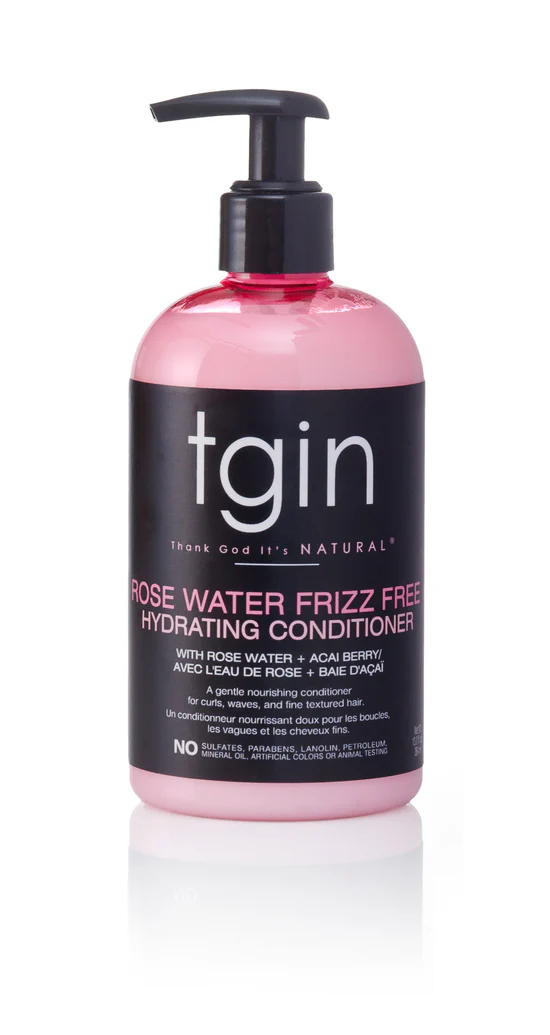 tgin
Thank God It's NATURAL®
ROSE WATER FRIZZ FREE
HYDRATING CONDITIONER
WITH ROSE WATER + ACAI BERRY/
AVEC L'EAU DE ROSE + BAIE D'AÇAÏ
A gentle nourishing conditioner
for curls, waves, and fine textured hair.
Un conditionneur nourrissant doux pour les boucles,
les vagues et les cheveux fins.
NO SULFATES, PARABENS, LANOLIN, PETROLEUM,
MINERAL OIL, ARTIFICIAL COLORS OR ANIMAL TESTING